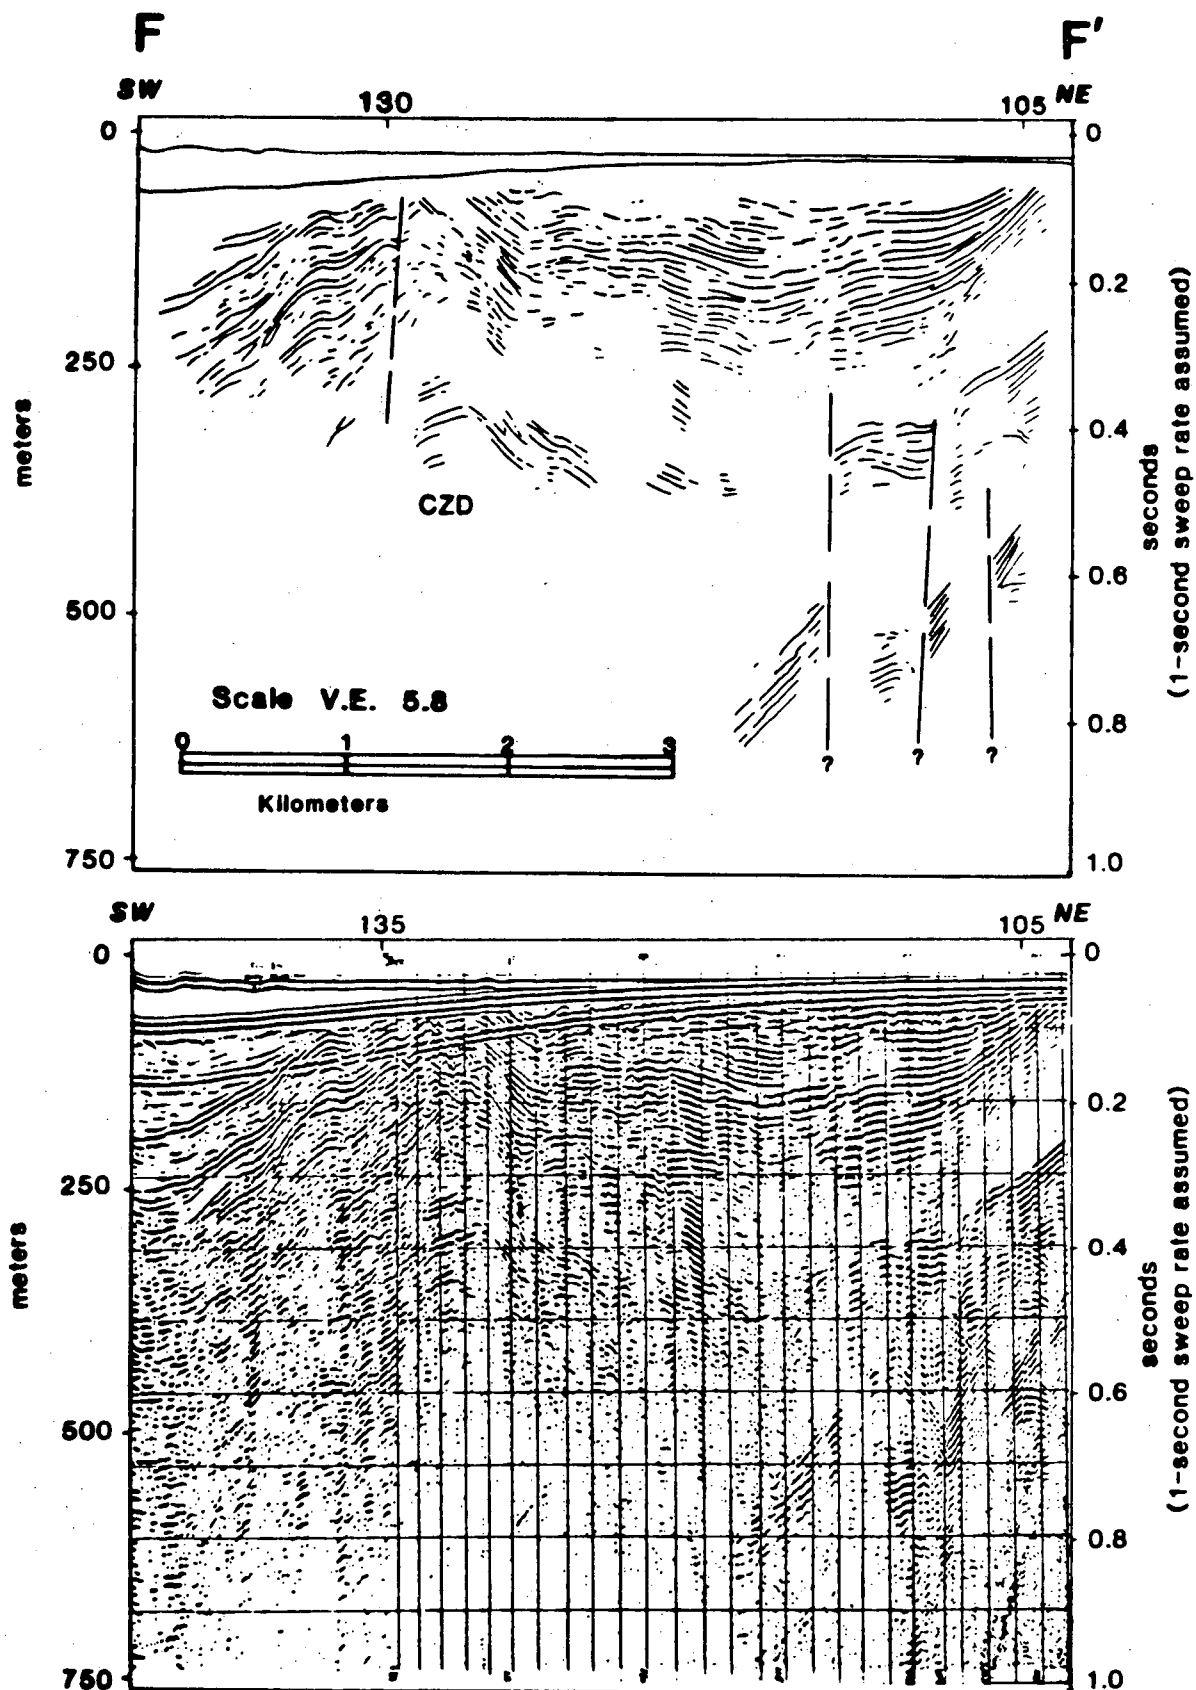 F F'
SW 130 105 NE
0 0
0.2
250
0.4
meters
seconds
(1-second sweep rate assumed)
CZD
0.6
500
Scale V.E. 5.8
0.8
0 1 2 3
? ? ?
Kilometers
750 1.0
SW 135 105 NE
0 0
0.2
250
0.4
meters
seconds
(1-second sweep rate assumed)
0.6
500
0.8
750 1.0